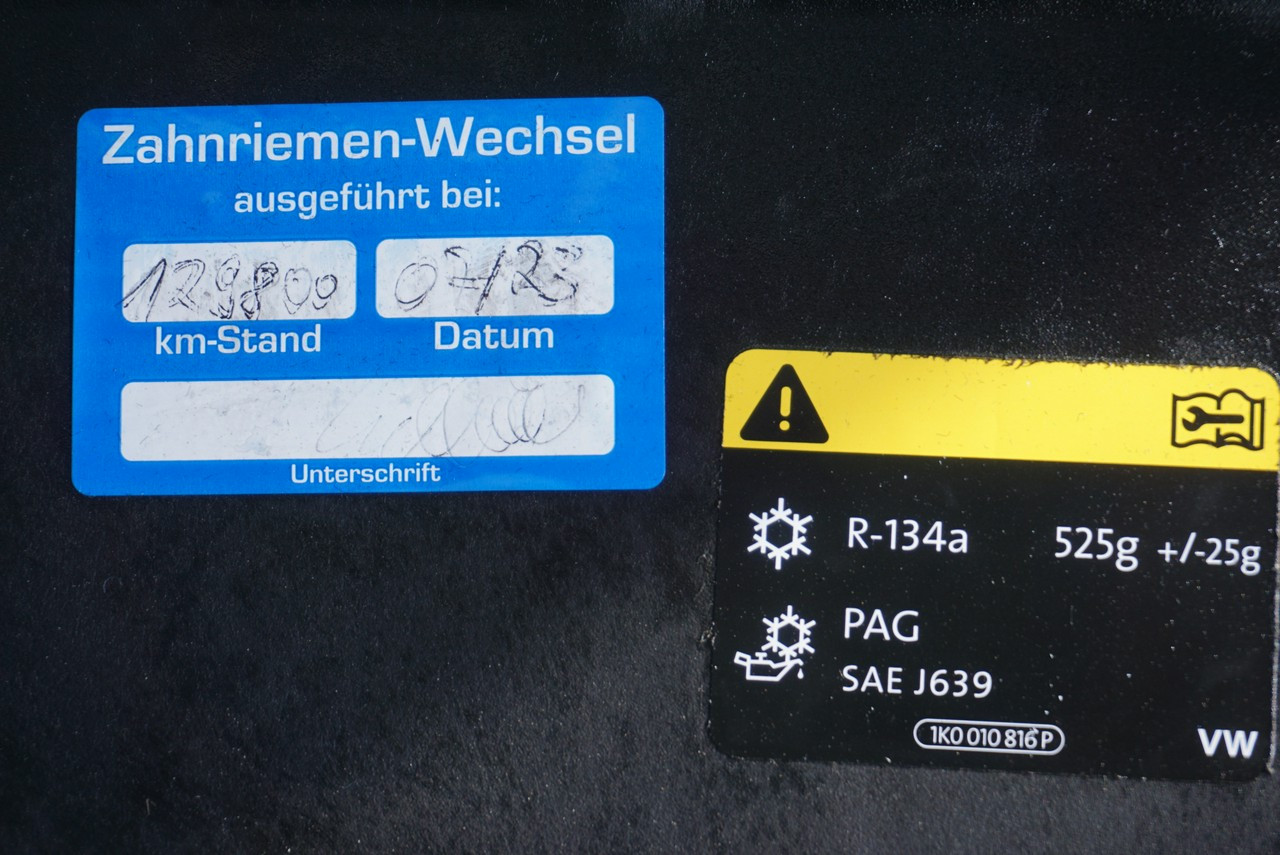 Zahnriemen-Wechsel
ausgeführt bei:
129800 07/23
km-Stand Datum
Unterschrift
R-134a 525g +/-25g
PAG
SAE J639
1K0 010 816 P
VW